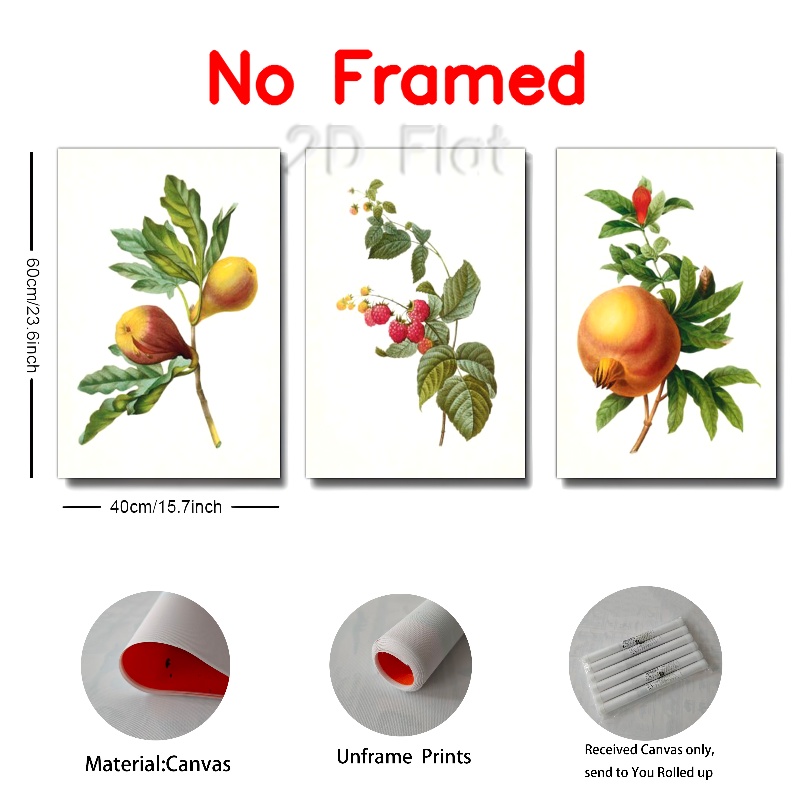 No Framed
2D Flat
60cm/23.6inch
40cm/15.7inch
Material:Canvas
Unframe Prints
Received Canvas only,
send to You Rolled up